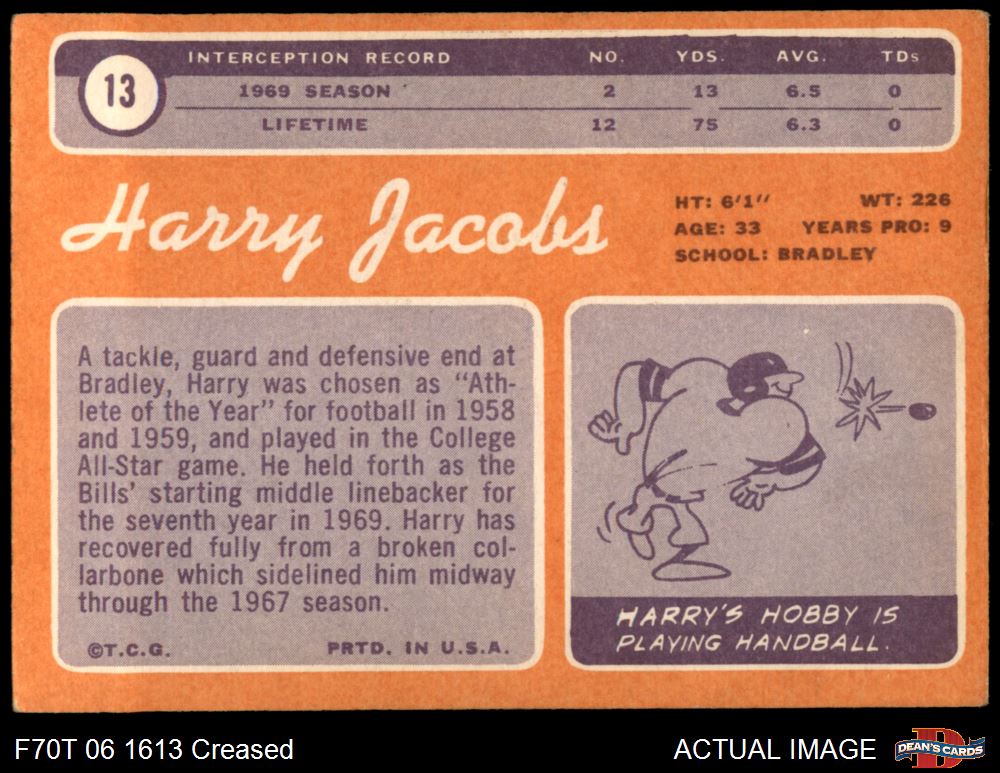 13
INTERCEPTION RECORD NO. YDS. AVG. TDs
1969 SEASON 2 13 6.5 0
LIFETIME 12 75 6.3 0
Harry Jacobs
HT: 6'1" WT: 226
AGE: 33 YEARS PRO: 9
SCHOOL: BRADLEY
A tackle, guard and defensive end at
Bradley, Harry was chosen as "Ath-
lete of the Year" for football in 1958
and 1959, and played in the College
All-Star game. He held forth as the
Bills' starting middle linebacker for
the seventh year in 1969. Harry has
recovered fully from a broken col-
larbone which sidelined him midway
through the 1967 season.
©T.C.G. PRTD. IN U.S.A.
HARRY'S HOBBY IS
PLAYING HANDBALL.
F70T 06 1613 Creased
ACTUAL IMAGE
D
DEAN'S CARDS